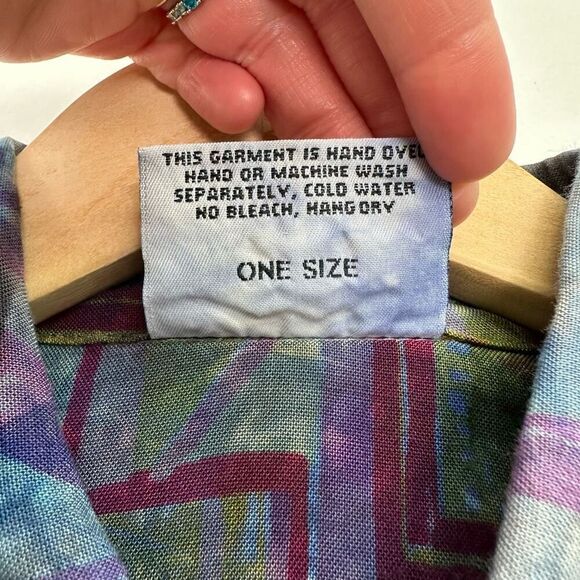 THIS GARMENT IS HAND DYED
HAND OR MACHINE WASH
SEPARATELY, COLD WATER
NO BLEACH, HANG DRY
ONE SIZE